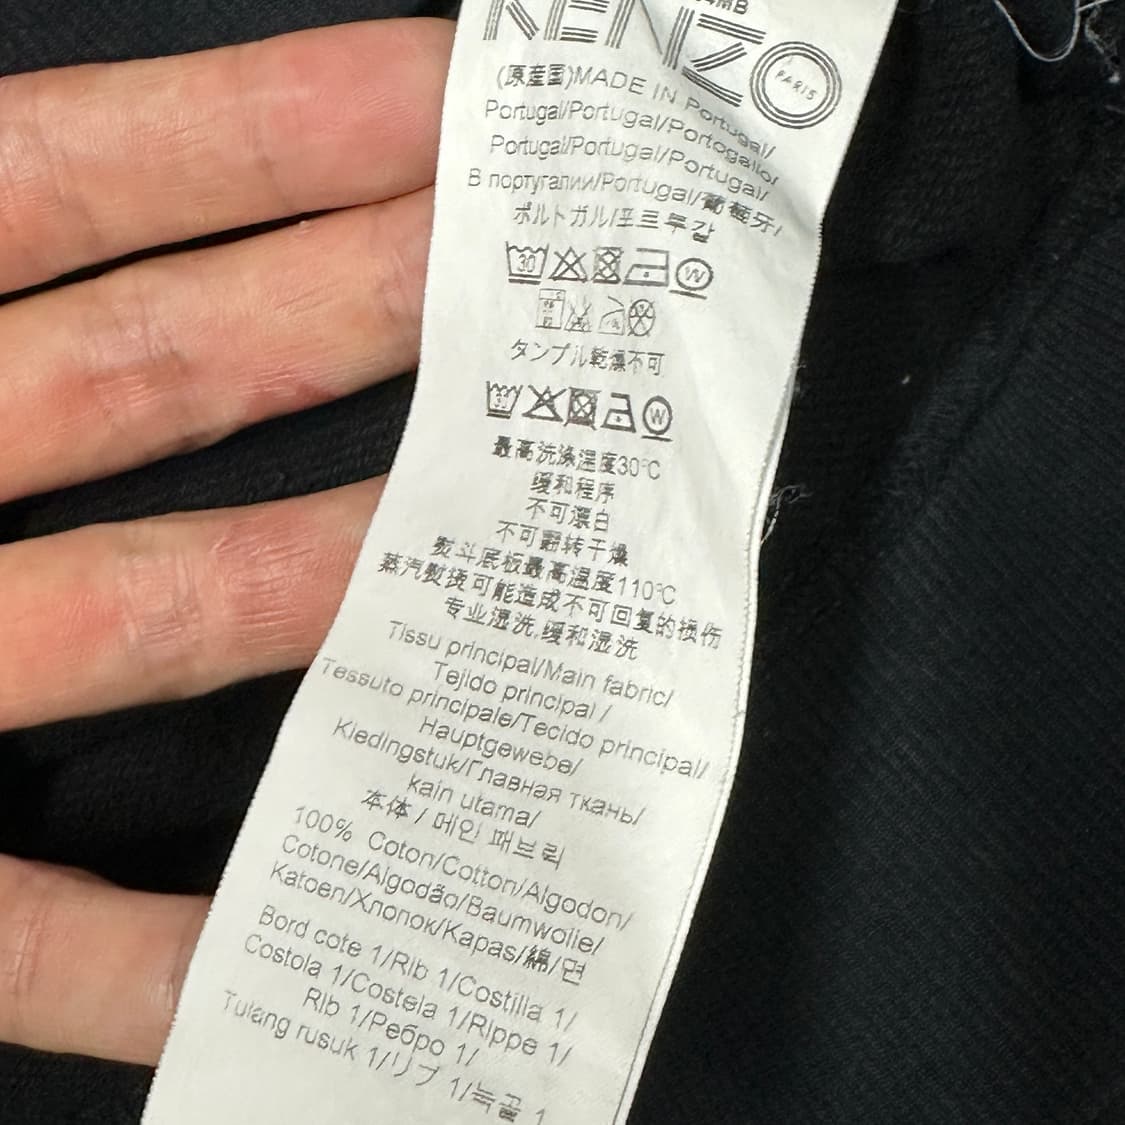 KENZO
PARIS
(原産国)MADE IN Portugal/
Portugal/Portugal/Portogallo/
Portugal/Portugal/Portugal/
В португалии/Portugal/葡萄牙/
ポルトガル/포르투갈
30
W
タンブル乾燥不可
30
W
最高洗涤温度30°C
缓和程序
不可漂白
不可翻转干燥
熨斗底板最高温度110°C
蒸汽熨烫可能造成不可回复的损伤
专业湿洗,缓和湿洗
Tissu principal/Main fabric/
Tejido principal /
Tessuto principale/Tecido principal/
Hauptgewebe/
Kledingstuk/Главная ткань/
kain utama/
本体 / 메인 패브릭
100% Coton/Cotton/Algodon/
Cotone/Algodão/Baumwolle/
Katoen/Хлопок/Kapas/綿/면
Bord cote 1/Rib 1/Costilla 1/
Costola 1/Costela 1/Rippe 1/
Rib 1/Ребро 1/
Tulang rusuk 1/リブ 1/늑골 1